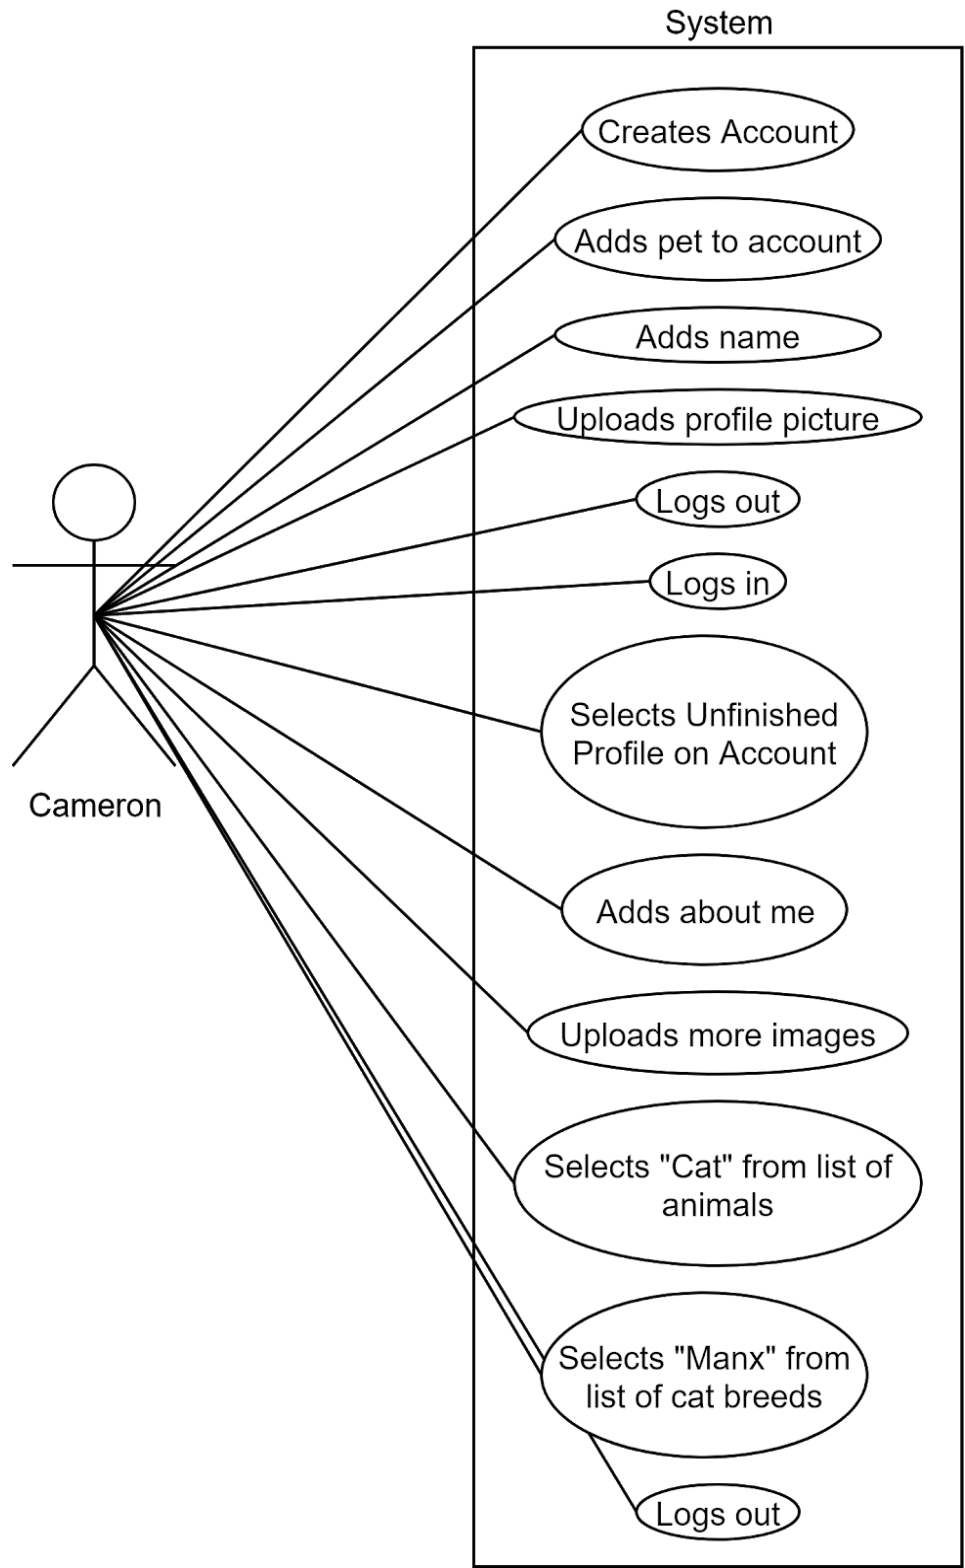 System
Creates Account
Adds pet to account
Adds name
Uploads profile picture
Logs out
Logs in
Selects Unfinished
Profile on Account
Cameron
Adds about me
Uploads more images
Selects "Cat" from list of
animals
Selects "Manx" from
list of cat breeds
Logs out